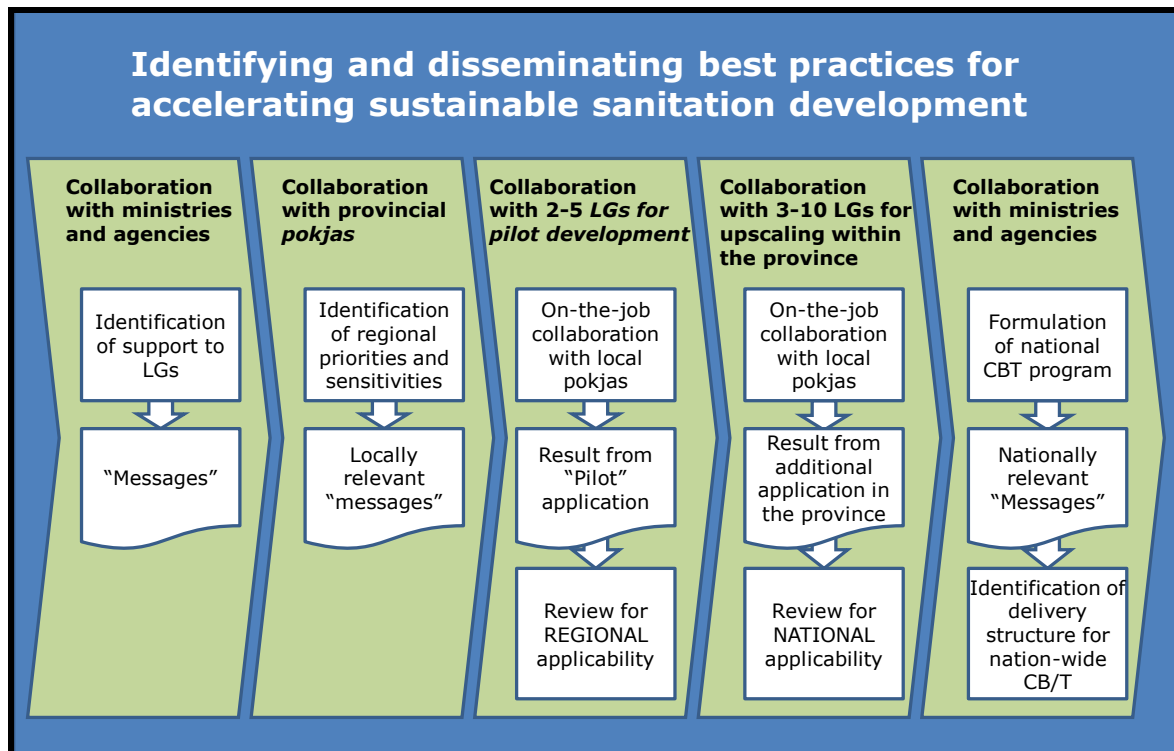 Identifying and disseminating best practices for
accelerating sustainable sanitation development
Collaboration
with ministries
and agencies
Identification
of support to
LGs
“Messages”
Collaboration
with provincial
pokjas
Identification
of regional
priorities and
sensitivities
Locally
relevant
“messages”
Collaboration
with 2-5 LGs for
pilot development
On-the-job
collaboration
with local
pokjas
Result from
“Pilot”
application
Review for
REGIONAL
applicability
Collaboration
with 3-10 LGs for
upscaling within
the province
On-the-job
collaboration
with local
pokjas
Result from
additional
application in
the province
Review for
NATIONAL
applicability
Collaboration
with ministries
and agencies
Formulation
of national
CBT program
Nationally
relevant
“Messages”
Identification of
delivery
structure for
nation-wide
CB/T